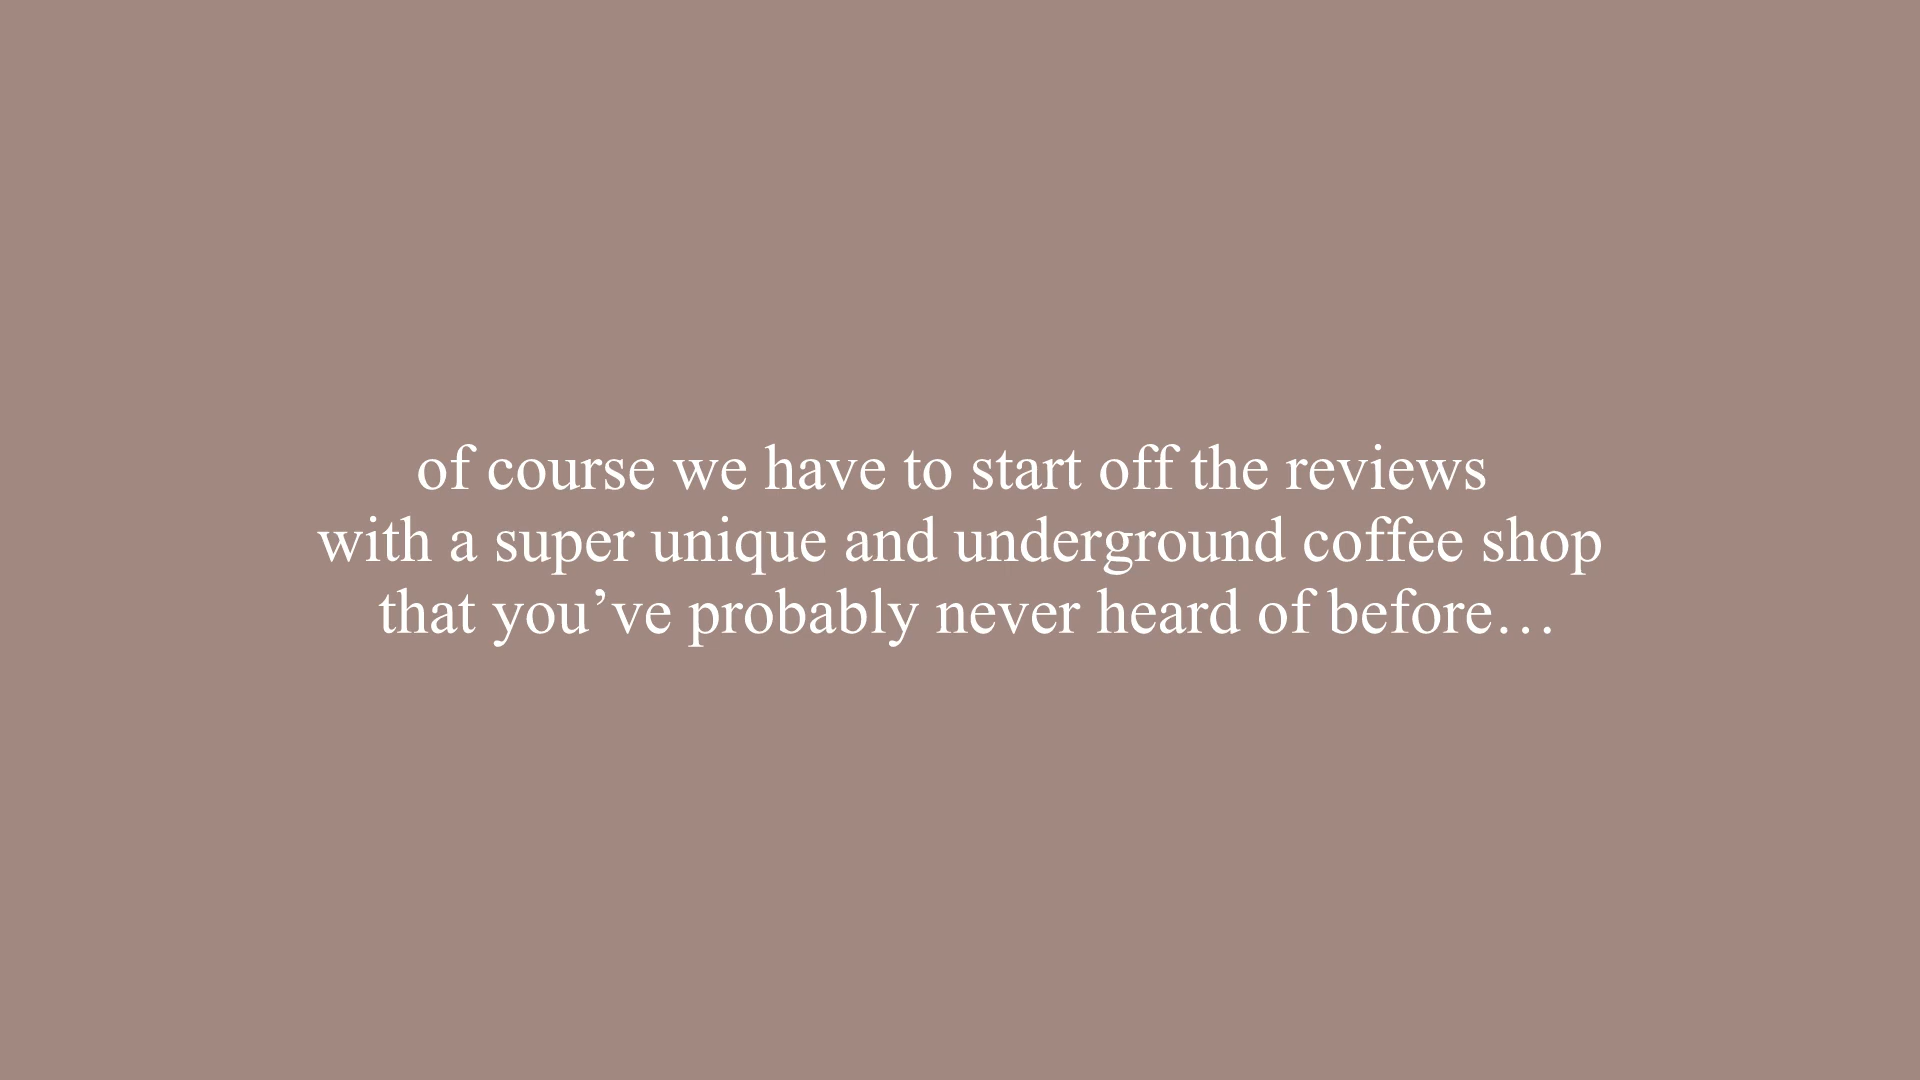 of course we have to start off the reviews
with a super unique and underground coffee shop
that you’ve probably never heard of before…